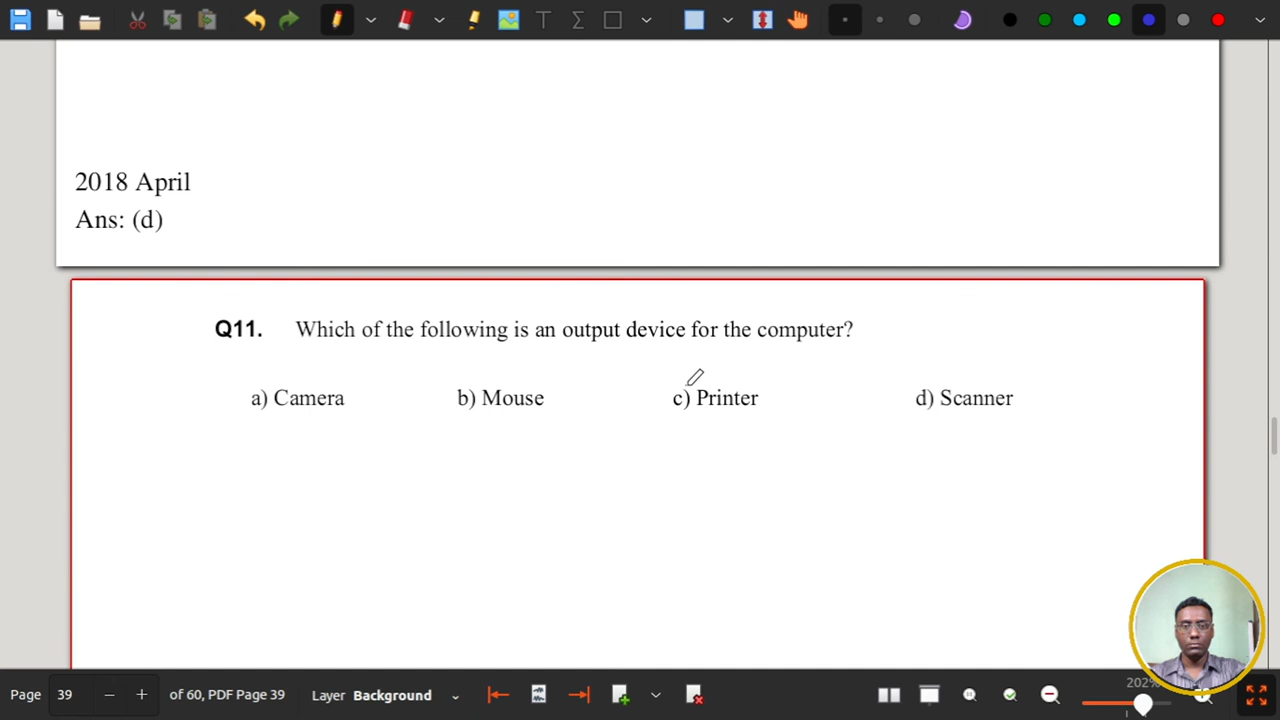 2018 April
Ans: (d)
Q11. Which of the following is an output device for the computer?
a) Camera b) Mouse c) Printer d) Scanner
Page 39 of 60, PDF Page 39 Layer Background 202%